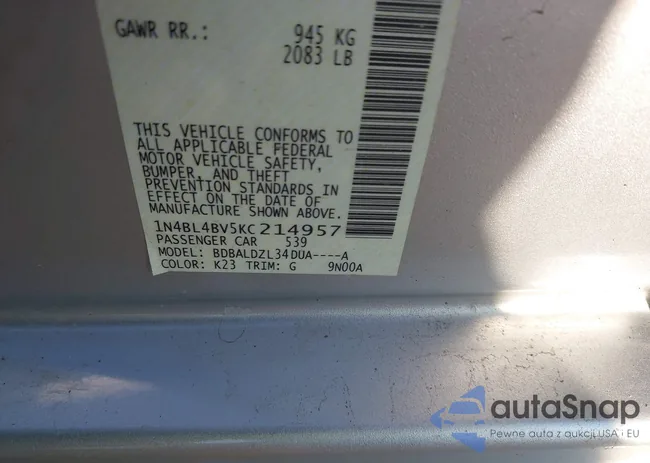 GAWR RR.: 945 KG
2083 LB
THIS VEHICLE CONFORMS TO
ALL APPLICABLE FEDERAL
MOTOR VEHICLE SAFETY,
BUMPER, AND THEFT
PREVENTION STANDARDS IN
EFFECT ON THE DATE OF
MANUFACTURE SHOWN ABOVE.
1N4BL4BV5KC214957
PASSENGER CAR 539
MODEL: BDBALDZL34DUA----A
COLOR: K23 TRIM: G 9N00A
autaSnap
Pewne auta z aukcji USA i EU